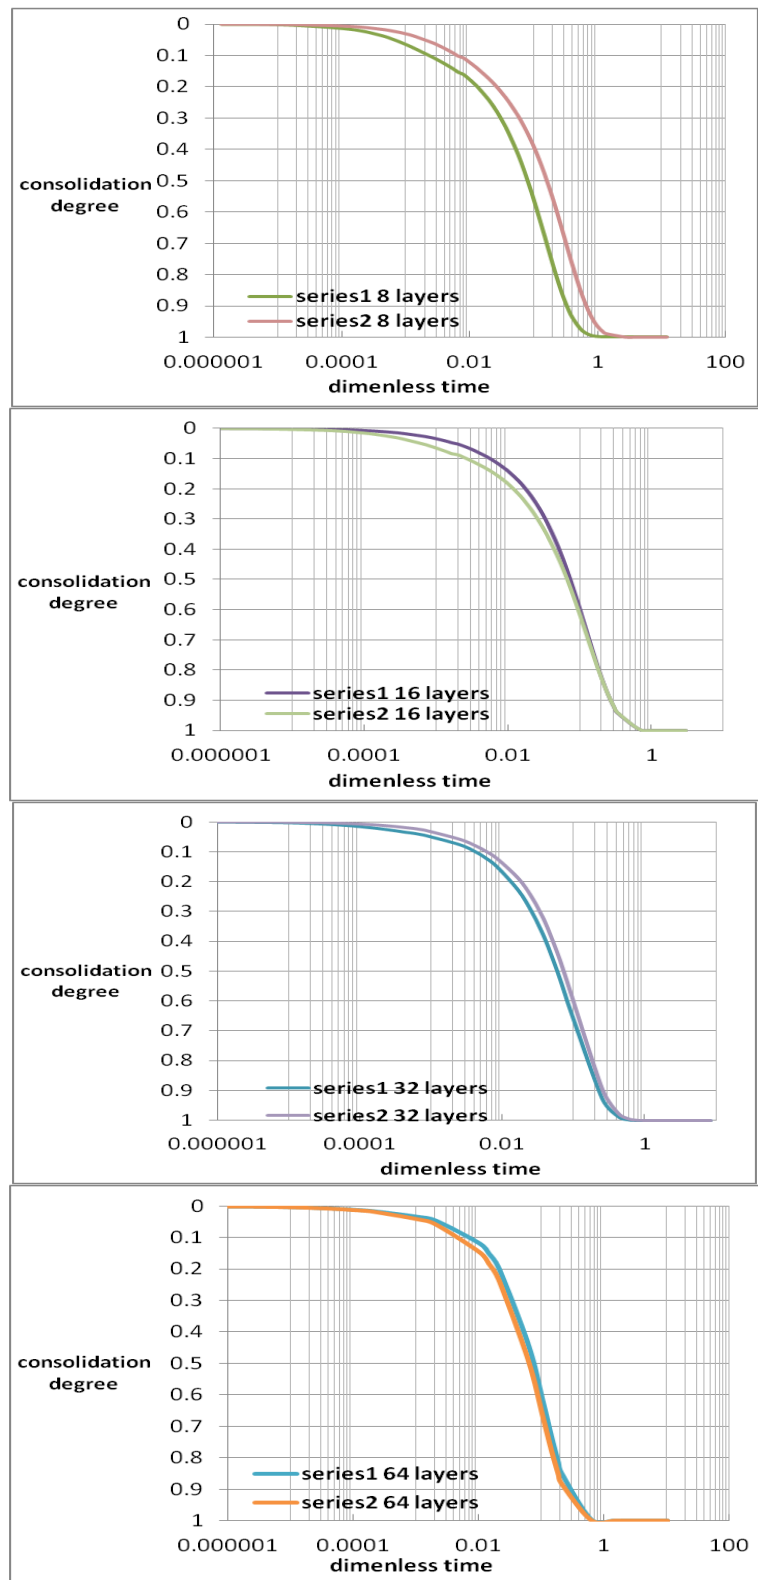 0
0.1
0.2
0.3
0.4
consolidation
degree
0.5
0.6
0.7
0.8
0.9
1
series1 8 layers
series2 8 layers
0.000001 0.0001 0.01 1 100
dimenless time
0
0.1
0.2
0.3
0.4
consolidation
degree
0.5
0.6
0.7
0.8
0.9
1
series1 16 layers
series2 16 layers
0.000001 0.0001 0.01 1
dimenless time
0
0.1
0.2
0.3
0.4
consolidation
degree
0.5
0.6
0.7
0.8
0.9
1
series1 32 layers
series2 32 layers
0.000001 0.0001 0.01 1
dimenless time
0
0.1
0.2
0.3
0.4
consolidation
degree
0.5
0.6
0.7
0.8
0.9
1
series1 64 layers
series2 64 layers
0.000001 0.0001 0.01 1 100
dimenless time